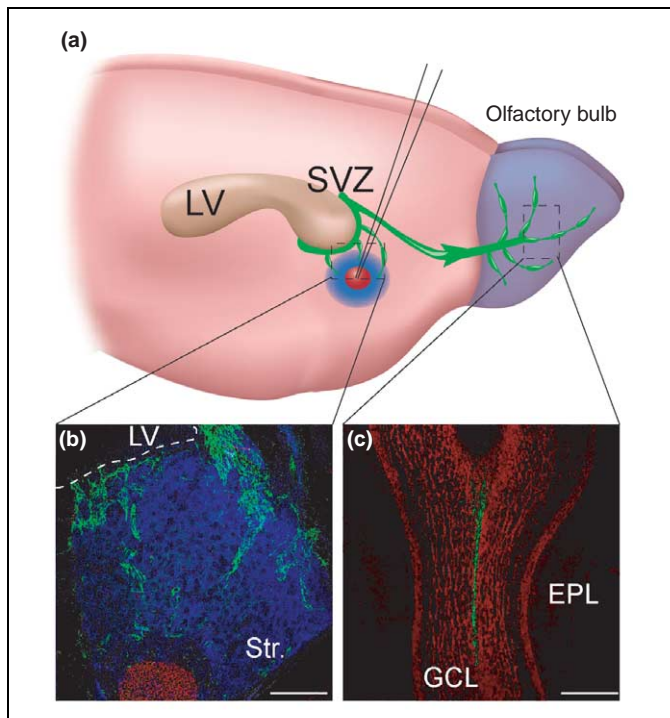 (a)
Olfactory bulb
SVZ
LV
(b)
LV
Str.
(c)
EPL
GCL